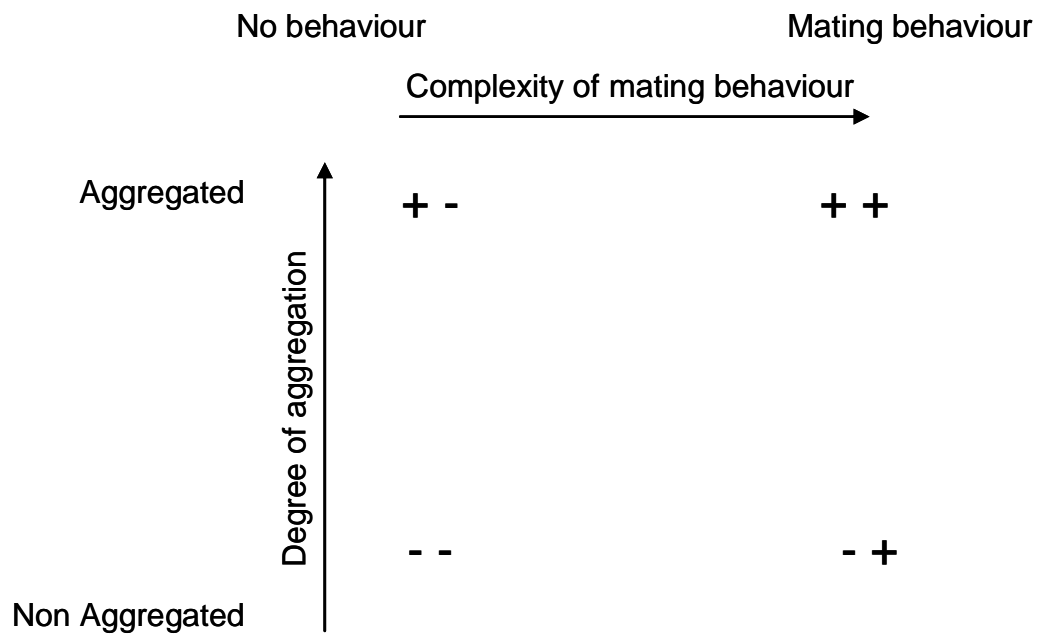 No behaviour
Mating behaviour
Complexity of mating behaviour
Aggregated
+ -
+ +
Degree of aggregation
- -
- +
Non Aggregated